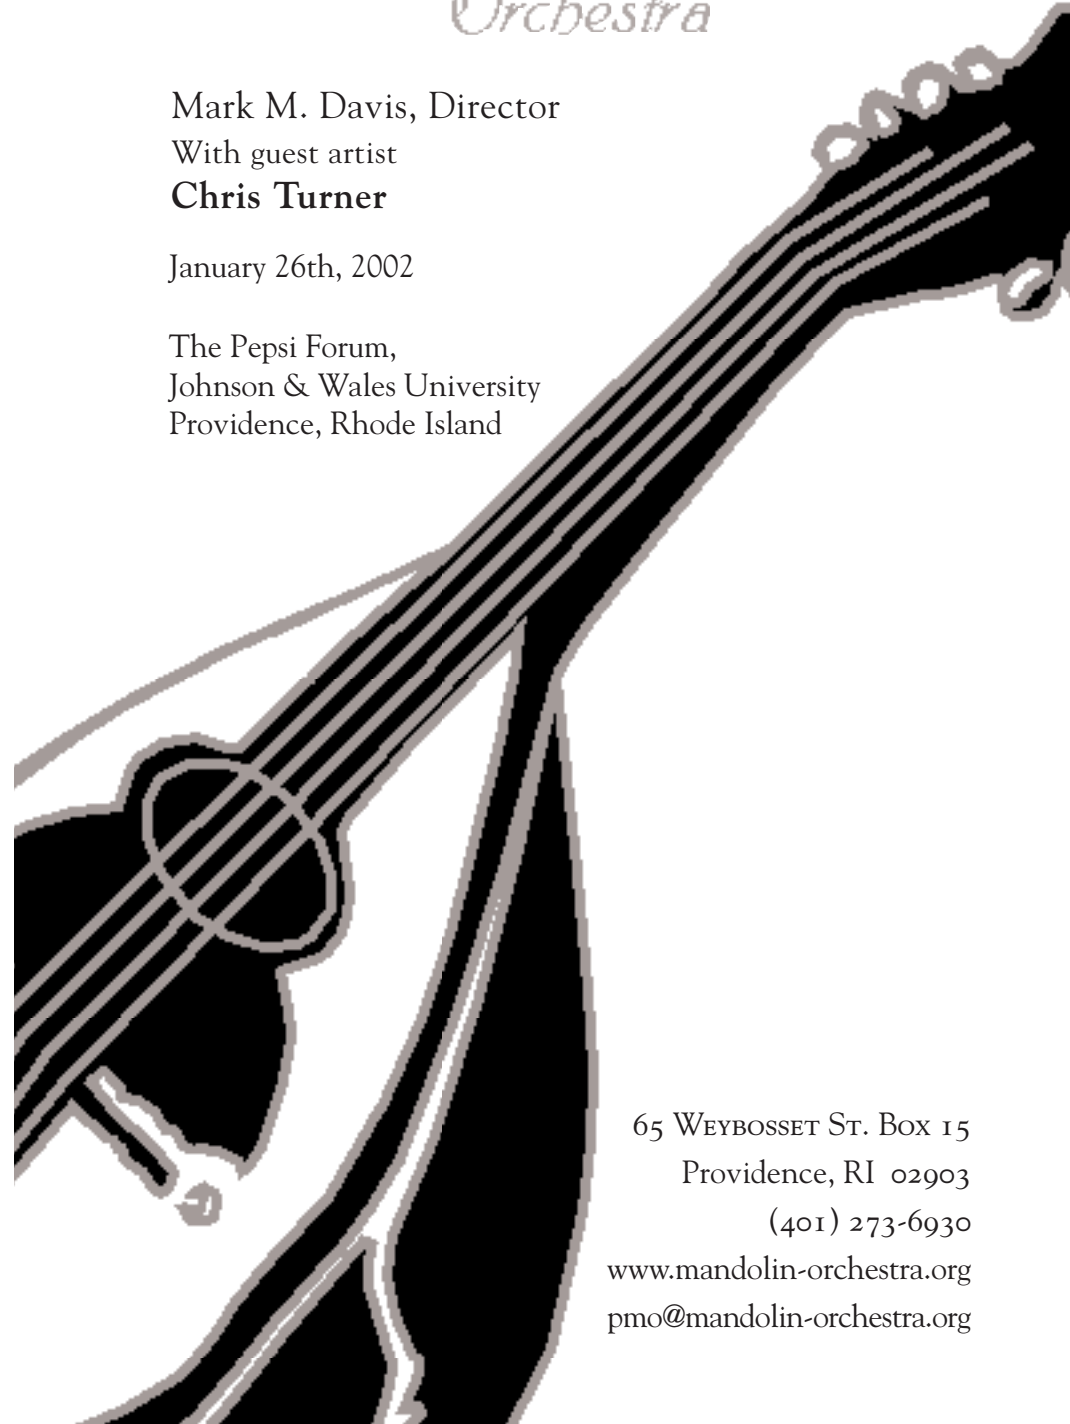 Orchestra
Mark M. Davis, Director
With guest artist
Chris Turner
January 26th, 2002
The Pepsi Forum,
Johnson & Wales University
Providence, Rhode Island
65 Weybosset St. Box 15
Providence, RI 02903
(401) 273-6930
www.mandolin-orchestra.org
pmo@mandolin-orchestra.org